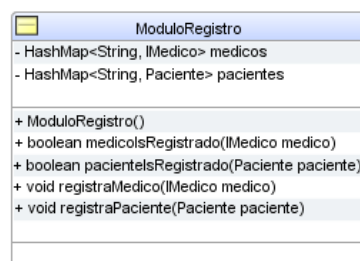 ModuloRegistro
- HashMap<String, IMedico> medicos
- HashMap<String, Paciente> pacientes
+ ModuloRegistro()
+ boolean medicoIsRegistrado(IMedico medico)
+ boolean pacienteIsRegistrado(Paciente paciente)
+ void registraMedico(IMedico medico)
+ void registraPaciente(Paciente paciente)